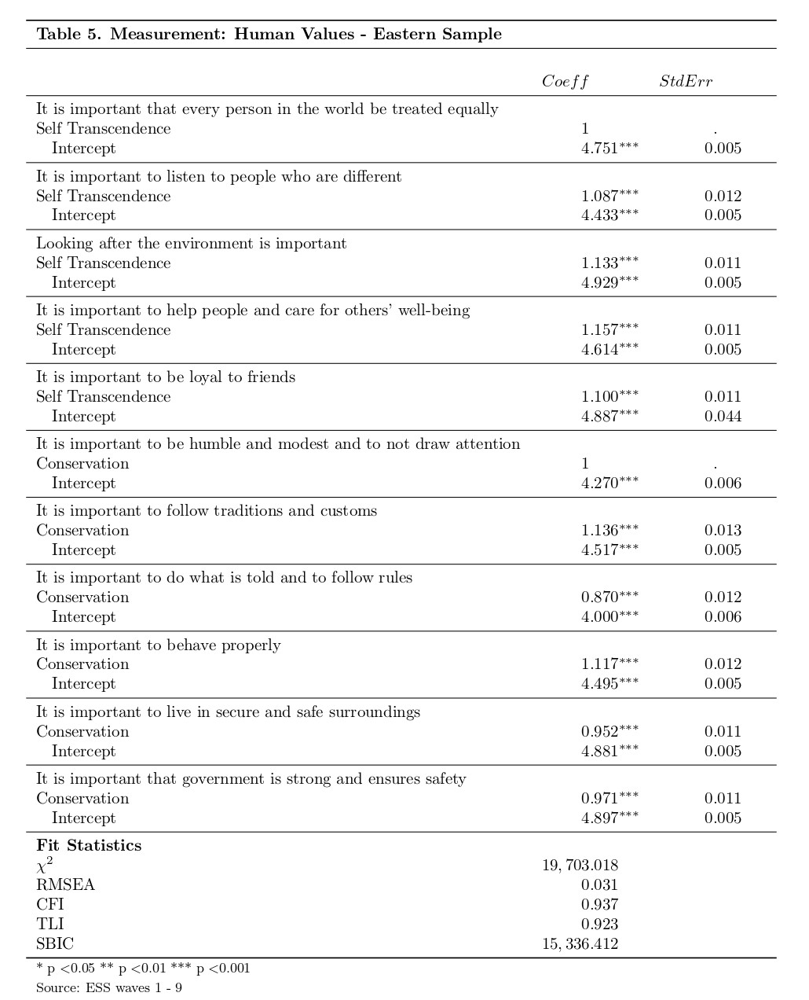 Table 5. Measurement: Human Values - Eastern Sample
Coeff StdErr
It is important that every person in the world be treated equally
Self Transcendence 1 .
Intercept 4.751*** 0.005
It is important to listen to people who are different
Self Transcendence 1.087*** 0.012
Intercept 4.433*** 0.005
Looking after the environment is important
Self Transcendence 1.133*** 0.011
Intercept 4.929*** 0.005
It is important to help people and care for others' well-being
Self Transcendence 1.157*** 0.011
Intercept 4.614*** 0.005
It is important to be loyal to friends
Self Transcendence 1.100*** 0.011
Intercept 4.887*** 0.044
It is important to be humble and modest and to not draw attention
Conservation 1 .
Intercept 4.270*** 0.006
It is important to follow traditions and customs
Conservation 1.136*** 0.013
Intercept 4.517*** 0.005
It is important to do what is told and to follow rules
Conservation 0.870*** 0.012
Intercept 4.000*** 0.006
It is important to behave properly
Conservation 1.117*** 0.012
Intercept 4.495*** 0.005
It is important to live in secure and safe surroundings
Conservation 0.952*** 0.011
Intercept 4.881*** 0.005
It is important that government is strong and ensures safety
Conservation 0.971*** 0.011
Intercept 4.897*** 0.005
Fit Statistics
χ² 19,703.018
RMSEA 0.031
CFI 0.937
TLI 0.923
SBIC 15,336.412
* p <0.05 ** p <0.01 *** p <0.001
Source: ESS waves 1 - 9